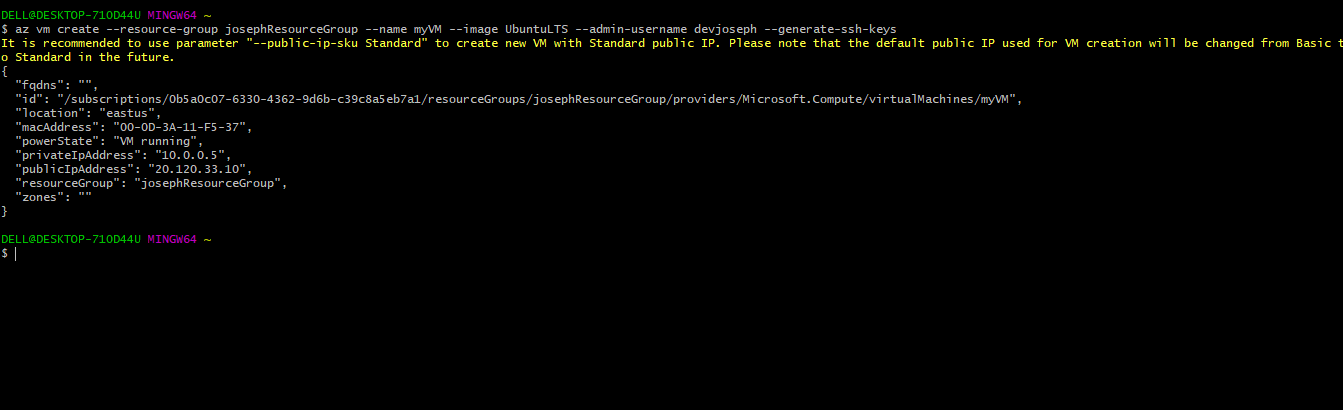 DELL@DESKTOP-71OD44U MINGW64 ~
$ az vm create --resource-group josephResourceGroup --name myVM --image UbuntuLTS --admin-username devjoseph --generate-ssh-keys
It is recommended to use parameter "--public-ip-sku Standard" to create new VM with Standard public IP. Please note that the default public IP used for VM creation will be changed from Basic t
o Standard in the future.
{
  "fqdns": "",
  "id": "/subscriptions/0b5a0c07-6330-4362-9d6b-c39c8a5eb7a1/resourceGroups/josephResourceGroup/providers/Microsoft.Compute/virtualMachines/myVM",
  "location": "eastus",
  "macAddress": "00-0D-3A-11-F5-37",
  "powerState": "VM running",
  "privateIpAddress": "10.0.0.5",
  "publicIpAddress": "20.120.33.10",
  "resourceGroup": "josephResourceGroup",
  "zones": ""
}
DELL@DESKTOP-71OD44U MINGW64 ~
$